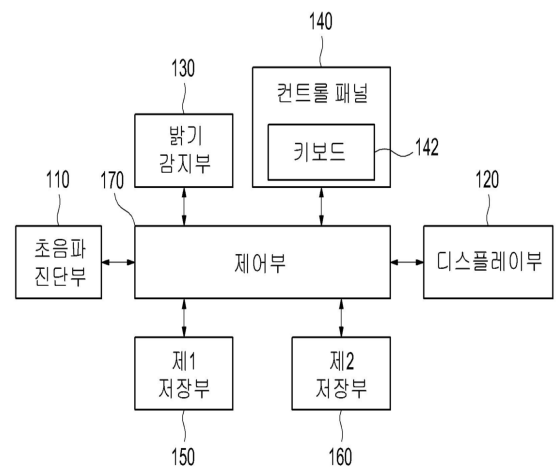 140
130
컨트롤 패널
밝기
감지부
키보드
142
110
170
120
초음파
진단부
제어부
디스플레이부
제1
저장부
제2
저장부
150
160